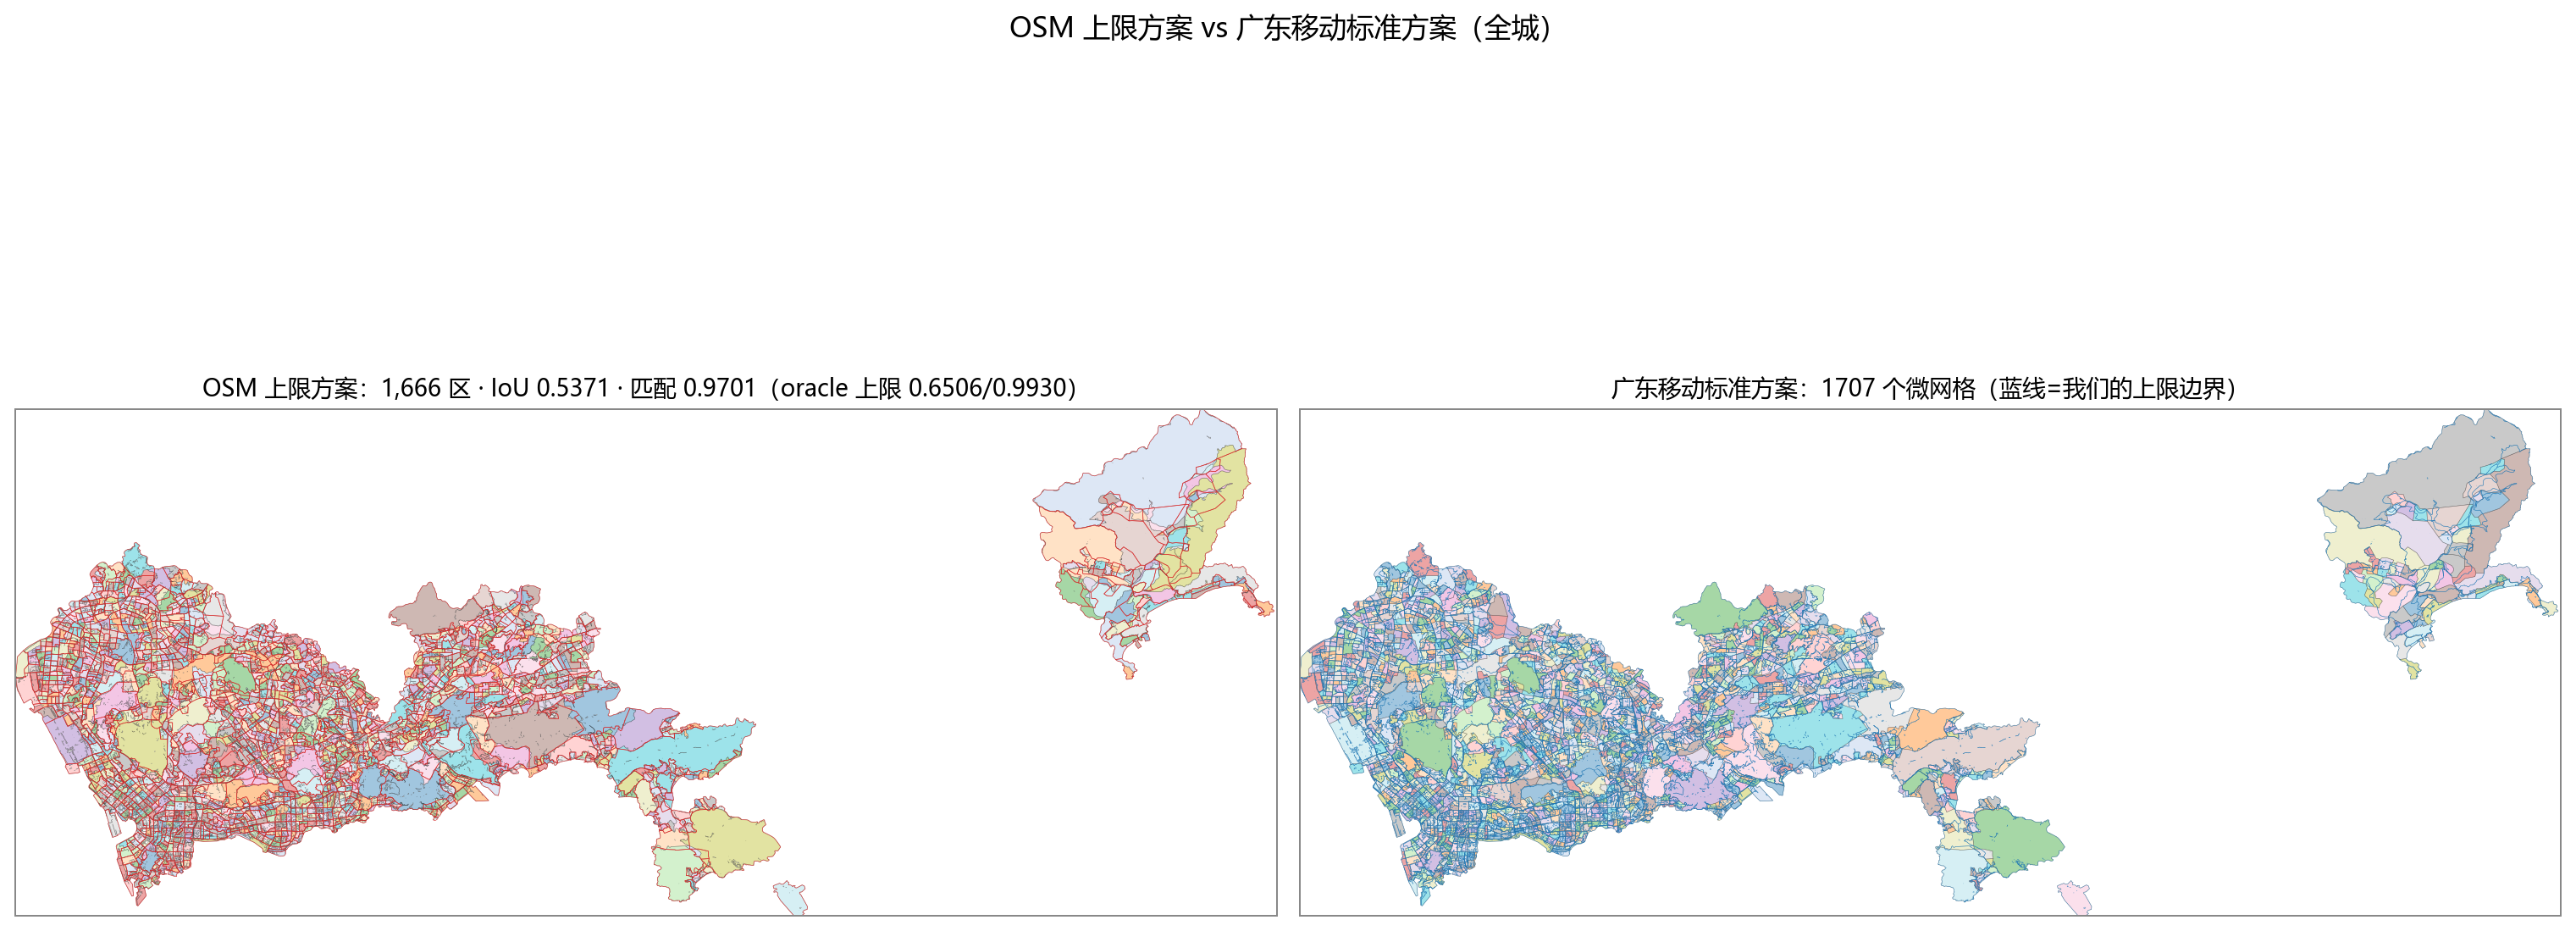 OSM 上限方案 vs 广东移动标准方案（全城）
OSM 上限方案：1,666 区 · IoU 0.5371 · 匹配 0.9701（oracle 上限 0.6506/0.9930）
广东移动标准方案：1707 个微网格（蓝线=我们的上限边界）